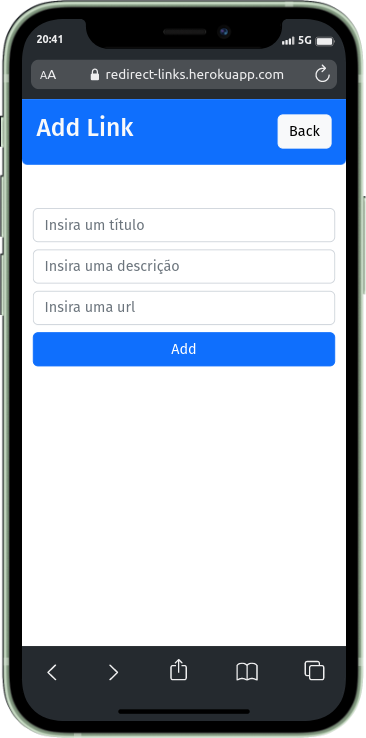 20:41
5G
AA
redirect-links.herokuapp.com
Add Link
Back
Insira um título
Insira uma descrição
Insira uma url
Add